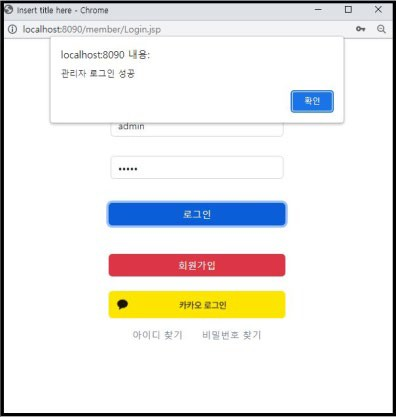 Insert title here - Chrome
localhost:8090/member/Login.jsp
localhost:8090 내용:
관리자 로그인 성공
확인
admin
•••••
로그인
회원가입
카카오 로그인
아이디 찾기 비밀번호 찾기